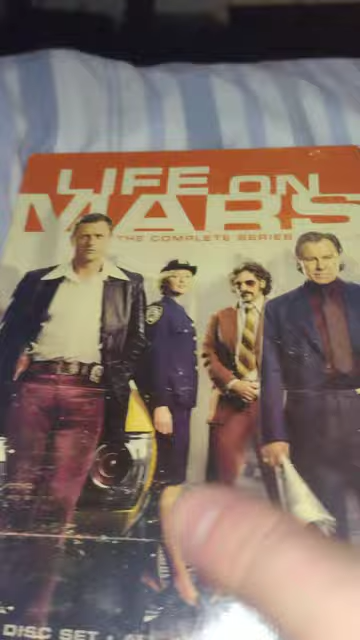 LIFE ON
MARS
THE COMPLETE SERIES
DISC SET •